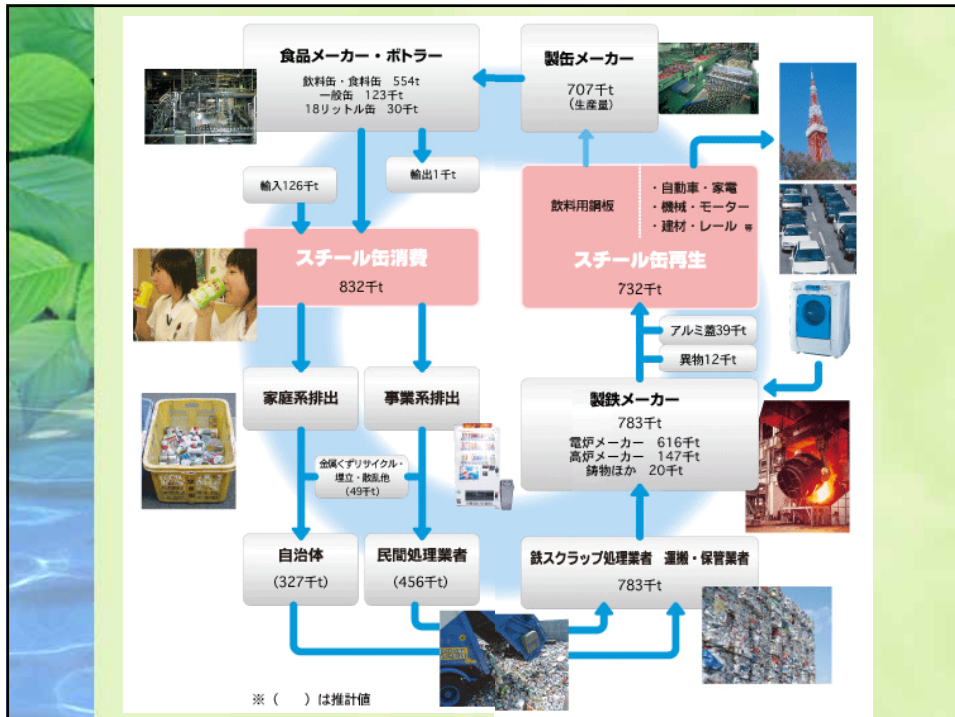 食品メーカー・ボトラー
飲料缶・食料缶 554t
一般缶 123千t
18リットル缶 30千t
製缶メーカー
707千t
(生産量)
輸入126千t
輸出1千t
飲料用鋼板
・自動車・家電
・機械・モーター
・建材・レール 等
スチール缶消費
832千t
スチール缶再生
732千t
アルミ蓋39千t
異物12千t
家庭系排出
事業系排出
製鉄メーカー
783千t
電炉メーカー 616千t
高炉メーカー 147千t
鋳物ほか 20千t
金属くずリサイクル・
埋立・散乱他
(49千t)
自治体
(327千t)
民間処理業者
(456千t)
鉄スクラップ処理業者 運搬・保管業者
783千t
※( )は推計値